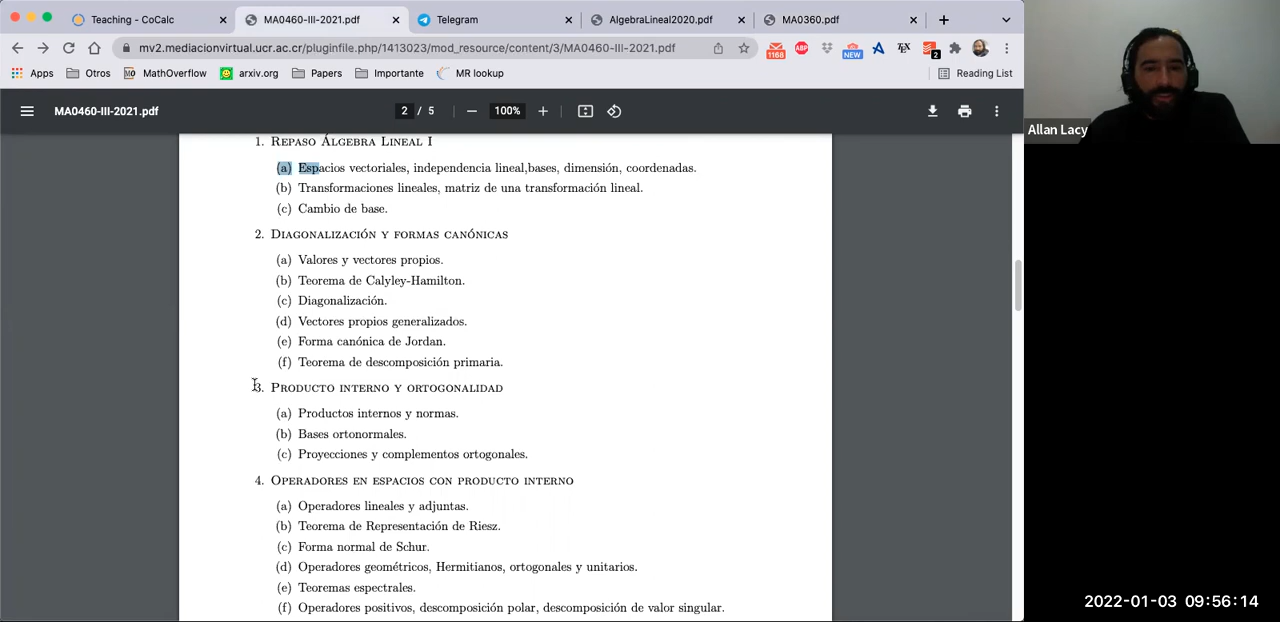 Teaching - CoCalc
MA0460-III-2021.pdf
Telegram
AlgebraLineal2020.pdf
MA0360.pdf
mv2.mediacionvirtual.ucr.ac.cr/pluginfile.php/1413023/mod_resource/content/3/MA0460-III-2021.pdf
1168
ABP
NEW
A
TEX
2
Apps
Otros
MathOverflow
arxiv.org
Papers
Importante
MR lookup
Reading List
MA0460-III-2021.pdf
2 / 5
100%
1. Repaso Álgebra Lineal I
(a) Espacios vectoriales, independencia lineal,bases, dimensión, coordenadas.
(b) Transformaciones lineales, matriz de una transformación lineal.
(c) Cambio de base.
2. Diagonalización y formas canónicas
(a) Valores y vectores propios.
(b) Teorema de Calyley-Hamilton.
(c) Diagonalización.
(d) Vectores propios generalizados.
(e) Forma canónica de Jordan.
(f) Teorema de descomposición primaria.
3. Producto interno y ortogonalidad
(a) Productos internos y normas.
(b) Bases ortonormales.
(c) Proyecciones y complementos ortogonales.
4. Operadores en espacios con producto interno
(a) Operadores lineales y adjuntas.
(b) Teorema de Representación de Riesz.
(c) Forma normal de Schur.
(d) Operadores geométricos, Hermitianos, ortogonales y unitarios.
(e) Teoremas espectrales.
(f) Operadores positivos, descomposición polar, descomposición de valor singular.
Allan Lacy
2022-01-03 09:56:14